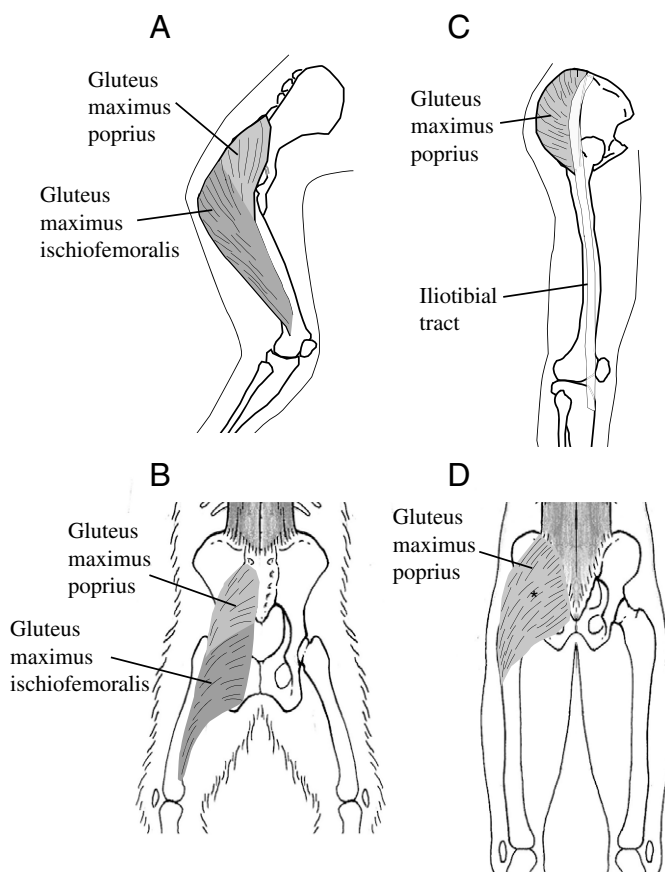 A
Gluteus
maximus
poprius
Gluteus
maximus
ischiofemoralis
C
Gluteus
maximus
poprius
Iliotibial
tract
B
Gluteus
maximus
poprius
Gluteus
maximus
ischiofemoralis
D
Gluteus
maximus
poprius
*